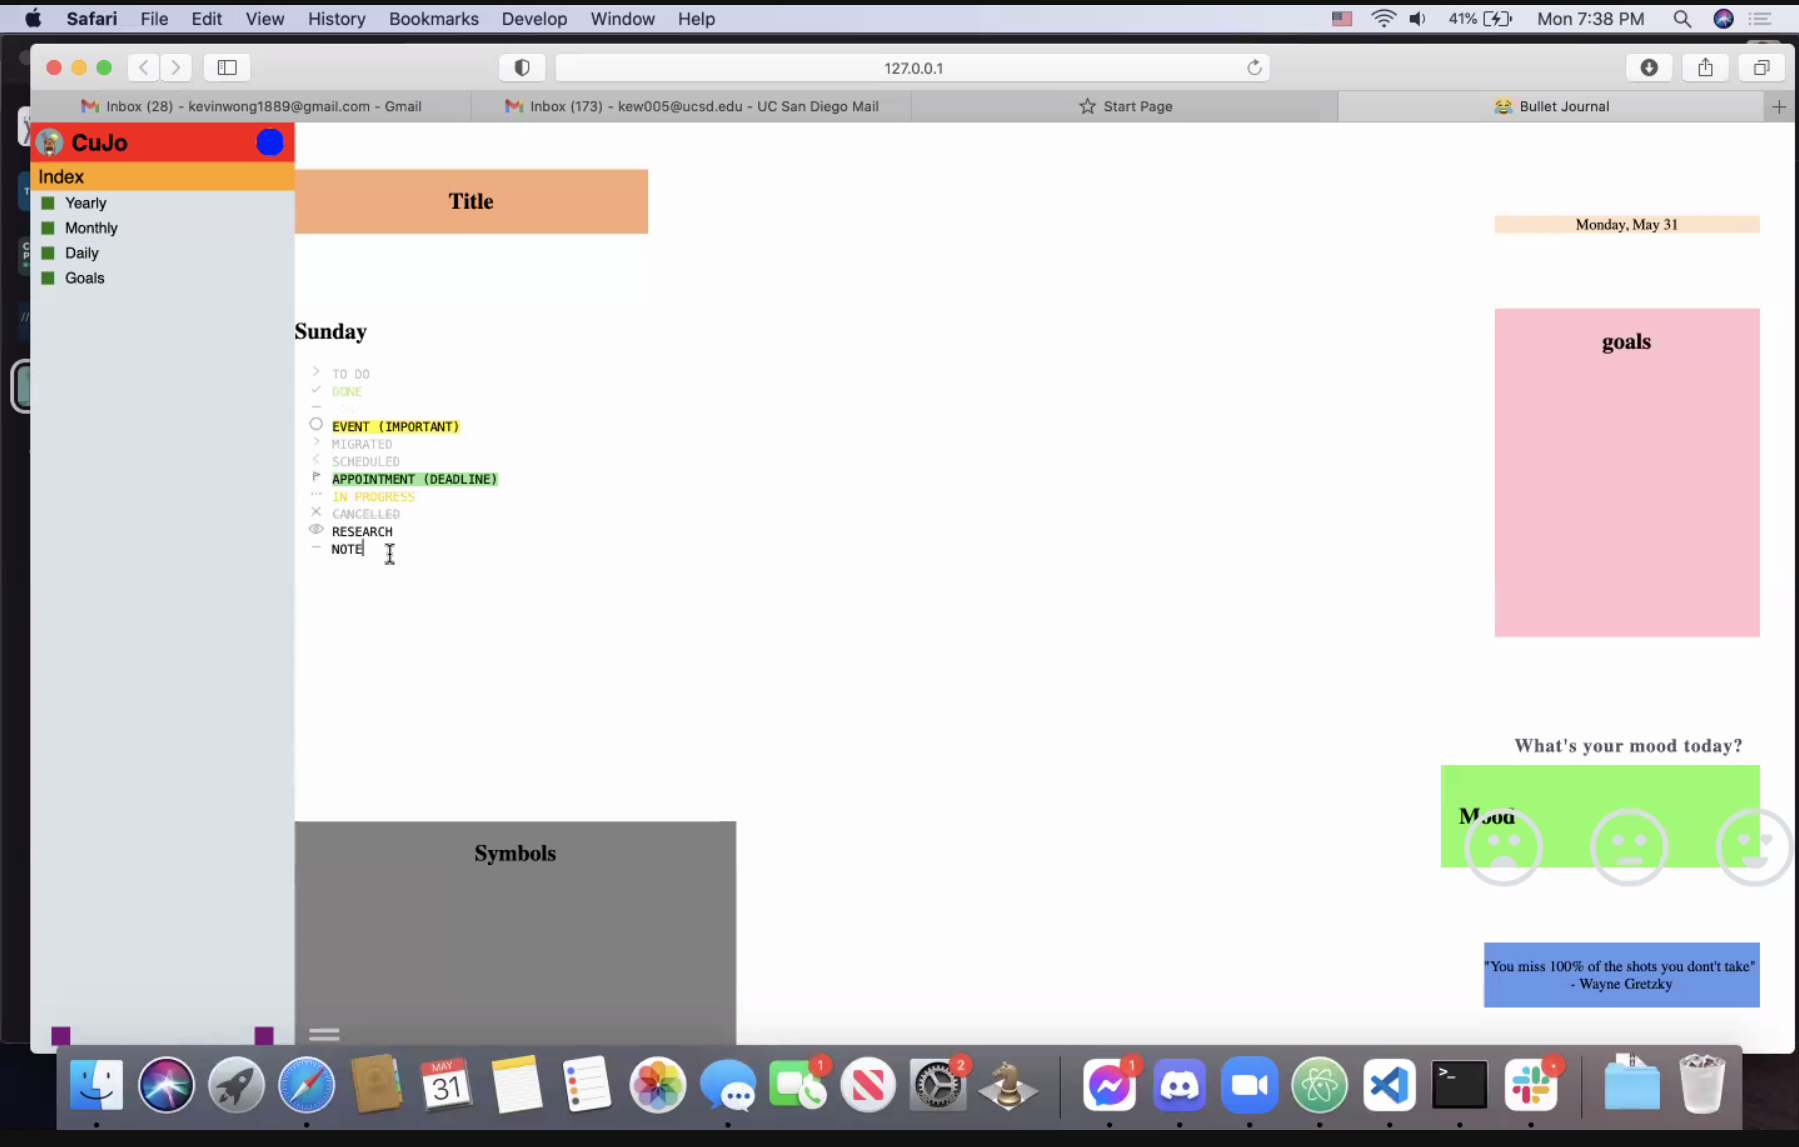 Safari File Edit View History Bookmarks Develop Window Help
41% Mon 7:38 PM
127.0.0.1
Inbox (28) - kevinwong1889@gmail.com - Gmail
Inbox (173) - kew005@ucsd.edu - UC San Diego Mail
Start Page
Bullet Journal
CuJo
Index
Yearly
Monthly
Daily
Goals
Title
Monday, May 31
Sunday
TO DO
DONE
EVENT (IMPORTANT)
MIGRATED
SCHEDULED
APPOINTMENT (DEADLINE)
IN PROGRESS
CANCELLED
RESEARCH
NOTE
goals
What's your mood today?
Mood
Symbols
"You miss 100% of the shots you dont't take"
- Wayne Gretzky
MAY
31
1
2
1